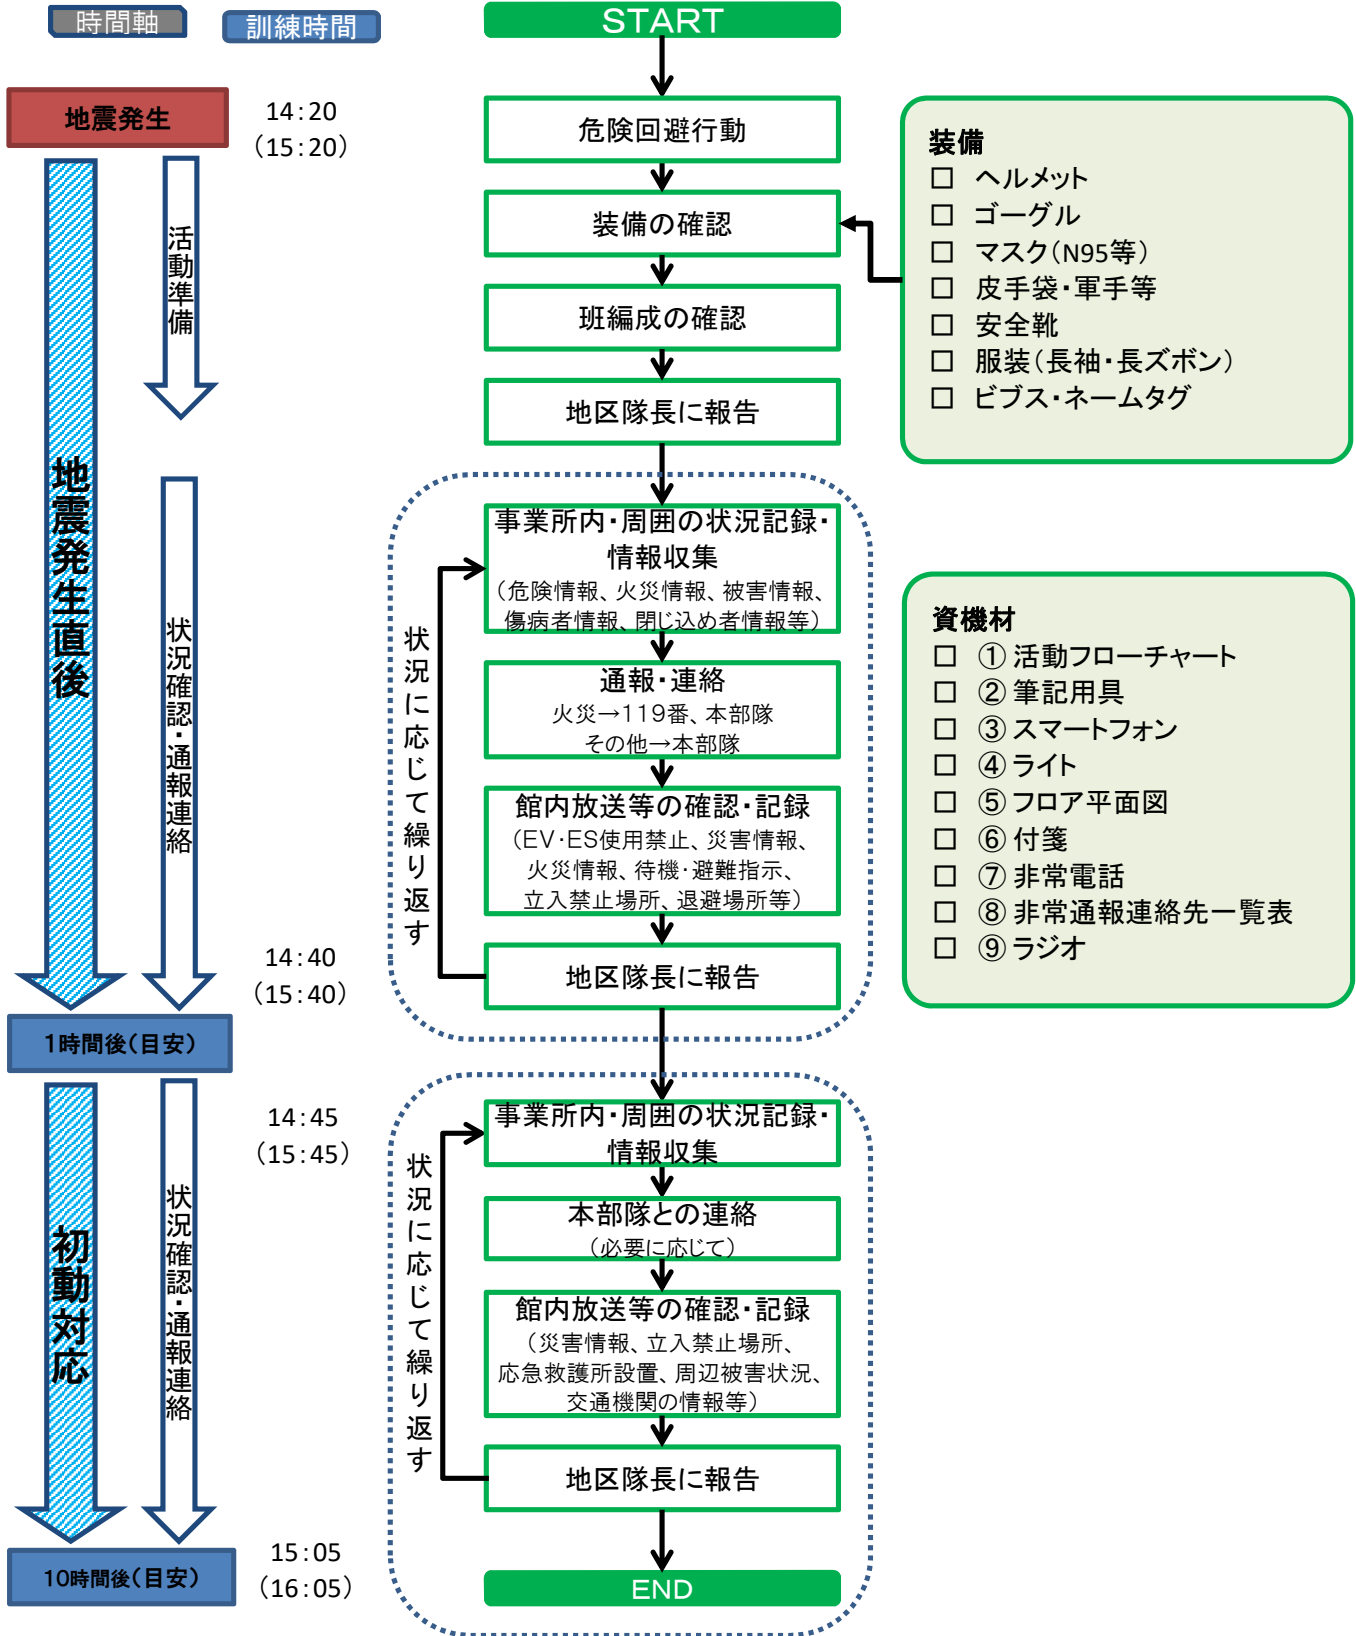 時間軸
訓練時間
START
地震発生
14:20
(15:20)
活動準備
地震発生直後
状況確認・通報連絡
危険回避行動
装備の確認
班編成の確認
地区隊長に報告
装備
□ ヘルメット
□ ゴーグル
□ マスク(N95等)
□ 皮手袋・軍手等
□ 安全靴
□ 服装(長袖・長ズボン)
□ ビブス・ネームタグ
事業所内・周囲の状況記録・
情報収集
(危険情報、火災情報、被害情報、
傷病者情報、閉じ込め者情報等)
通報・連絡
火災→119番、本部隊
その他→本部隊
館内放送等の確認・記録
(EV・ES使用禁止、災害情報、
火災情報、待機・避難指示、
立入禁止場所、退避場所等)
地区隊長に報告
状況に応じて繰り返す
資機材
□ ①活動フローチャート
□ ②筆記用具
□ ③スマートフォン
□ ④ライト
□ ⑤フロア平面図
□ ⑥付箋
□ ⑦非常電話
□ ⑧非常通報連絡先一覧表
□ ⑨ラジオ
14:40
(15:40)
1時間後(目安)
14:45
(15:45)
初動対応
状況確認・通報連絡
事業所内・周囲の状況記録・
情報収集
本部隊との連絡
(必要に応じて)
館内放送等の確認・記録
(災害情報、立入禁止場所、
応急救護所設置、周辺被害状況、
交通機関の情報等)
地区隊長に報告
状況に応じて繰り返す
10時間後(目安)
15:05
(16:05)
END